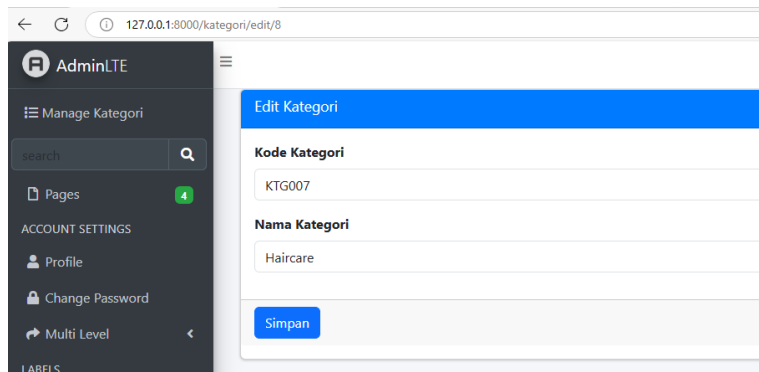 127.0.0.1:8000/kategori/edit/8
AdminLTE
Manage Kategori
search
Pages 4
ACCOUNT SETTINGS
Profile
Change Password
Multi Level
LABELS
Edit Kategori
Kode Kategori
KTG007
Nama Kategori
Haircare
Simpan